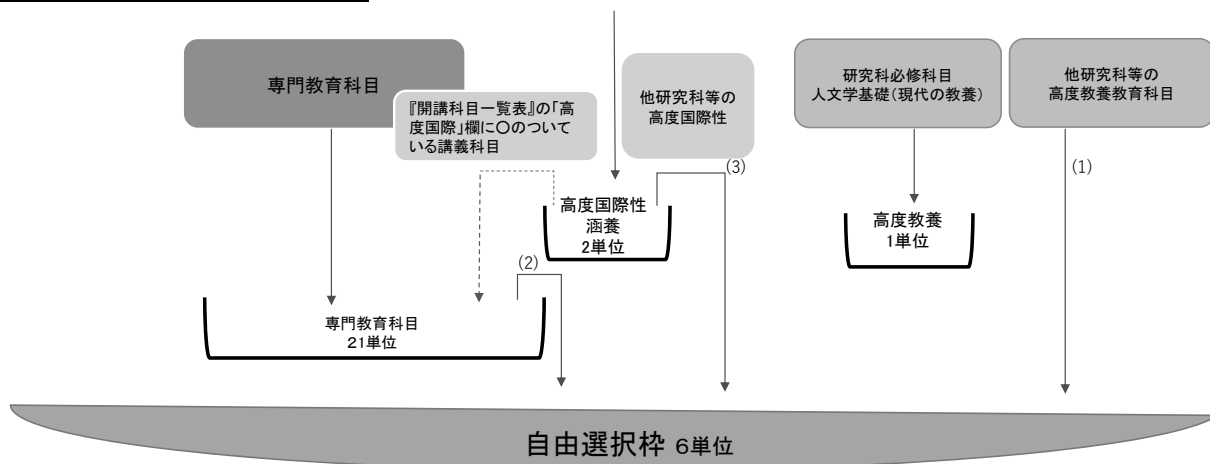 専門教育科目
『開講科目一覧表』の「高
度国際」欄に〇のついて
いる講義科目
他研究科等の
高度国際性
研究科必修科目
人文学基礎(現代の教養)
他研究科等の
高度教養教育科目
(3)
(1)
高度国際性
涵養
2単位
高度教養
1単位
(2)
専門教育科目
21単位
自由選択枠 6単位